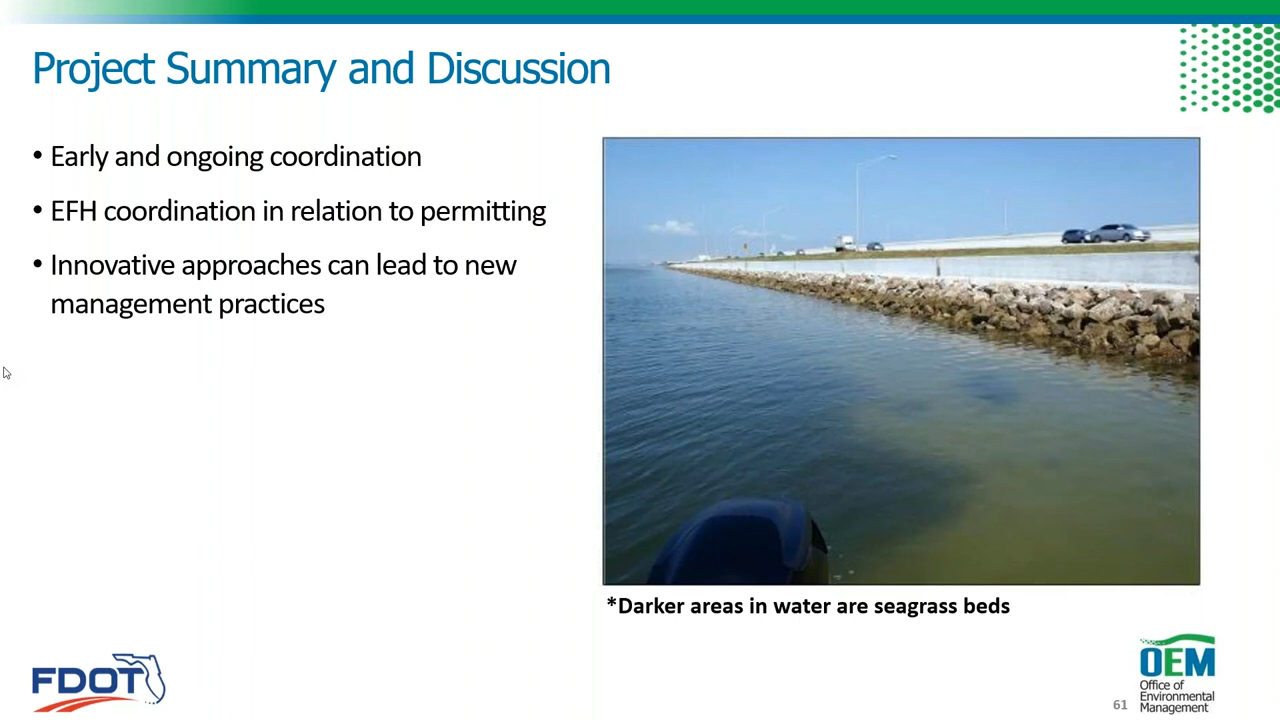 Project Summary and Discussion
• Early and ongoing coordination
• EFH coordination in relation to permitting
• Innovative approaches can lead to new
management practices
*Darker areas in water are seagrass beds
FDOT
61
OEM
Office of
Environmental
Management